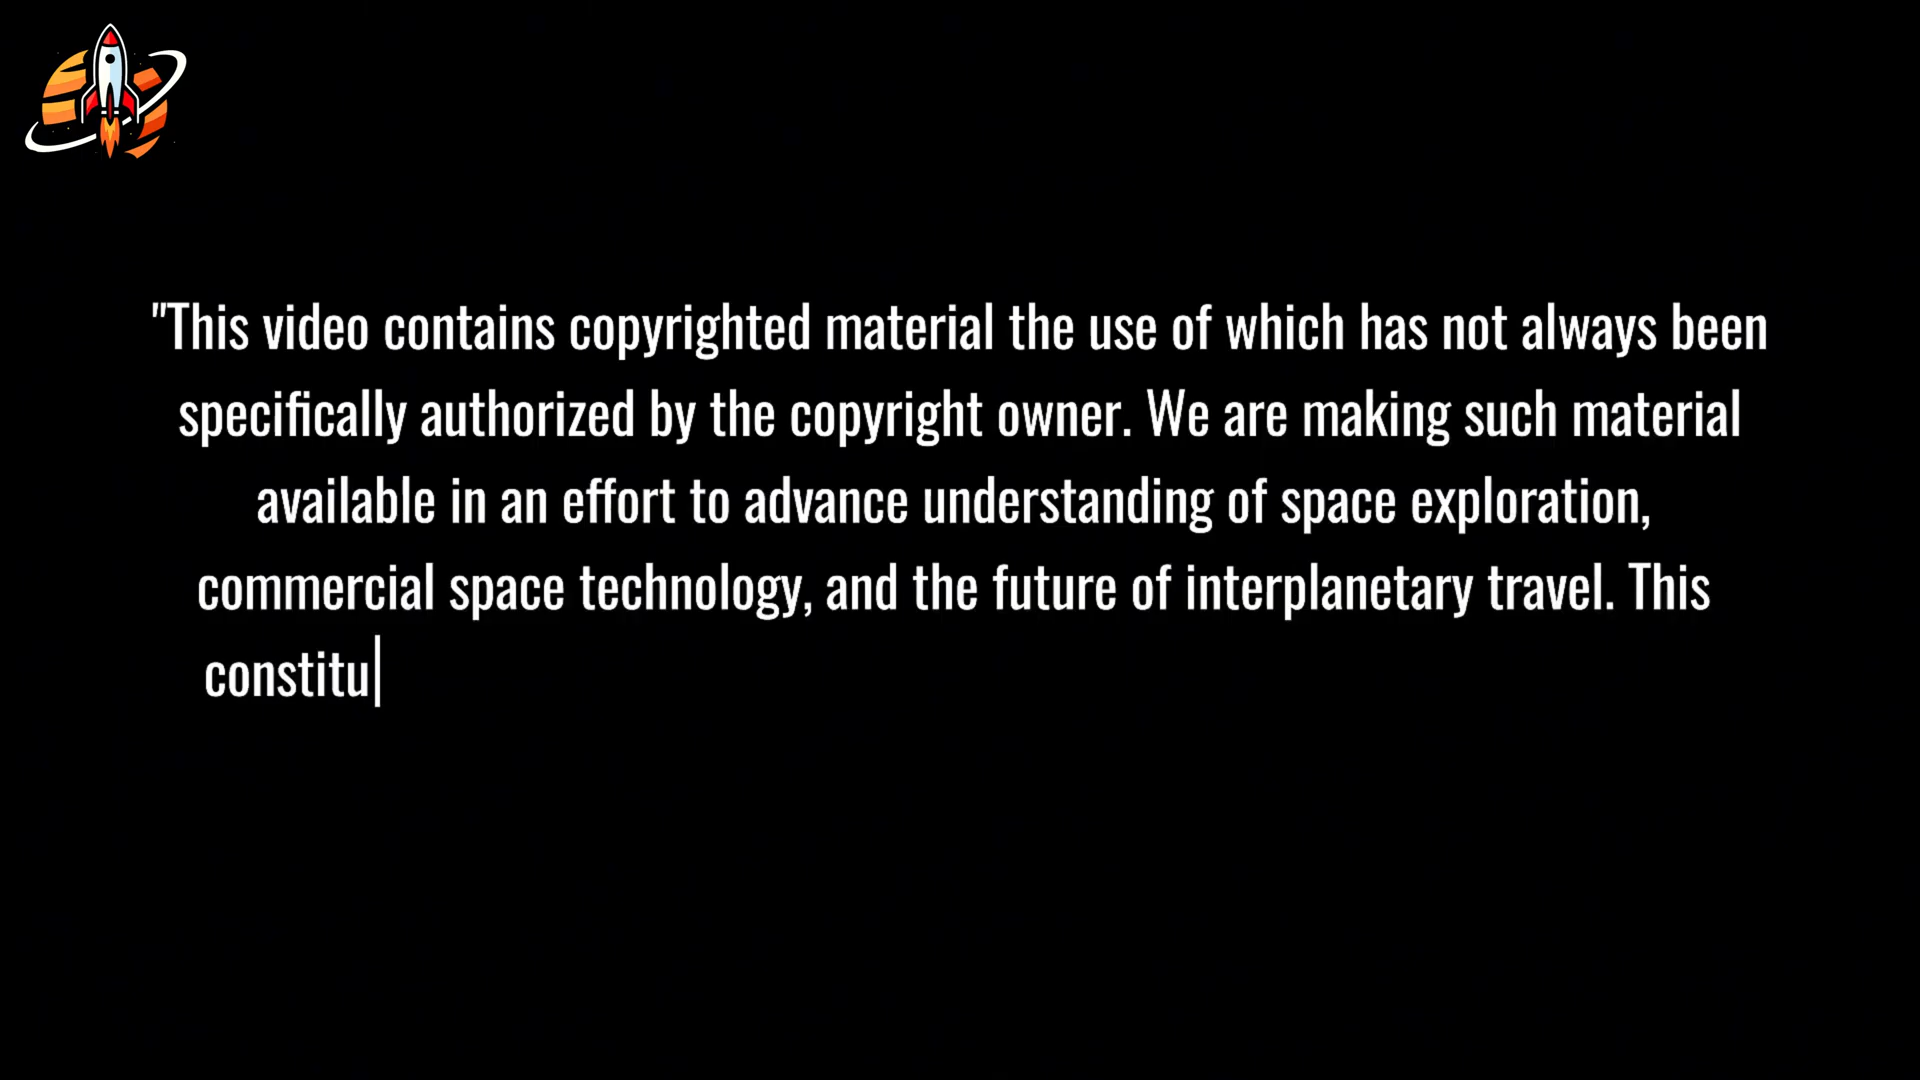 "This video contains copyrighted material the use of which has not always been
specifically authorized by the copyright owner. We are making such material
available in an effort to advance understanding of space exploration,
commercial space technology, and the future of interplanetary travel. This
constitu